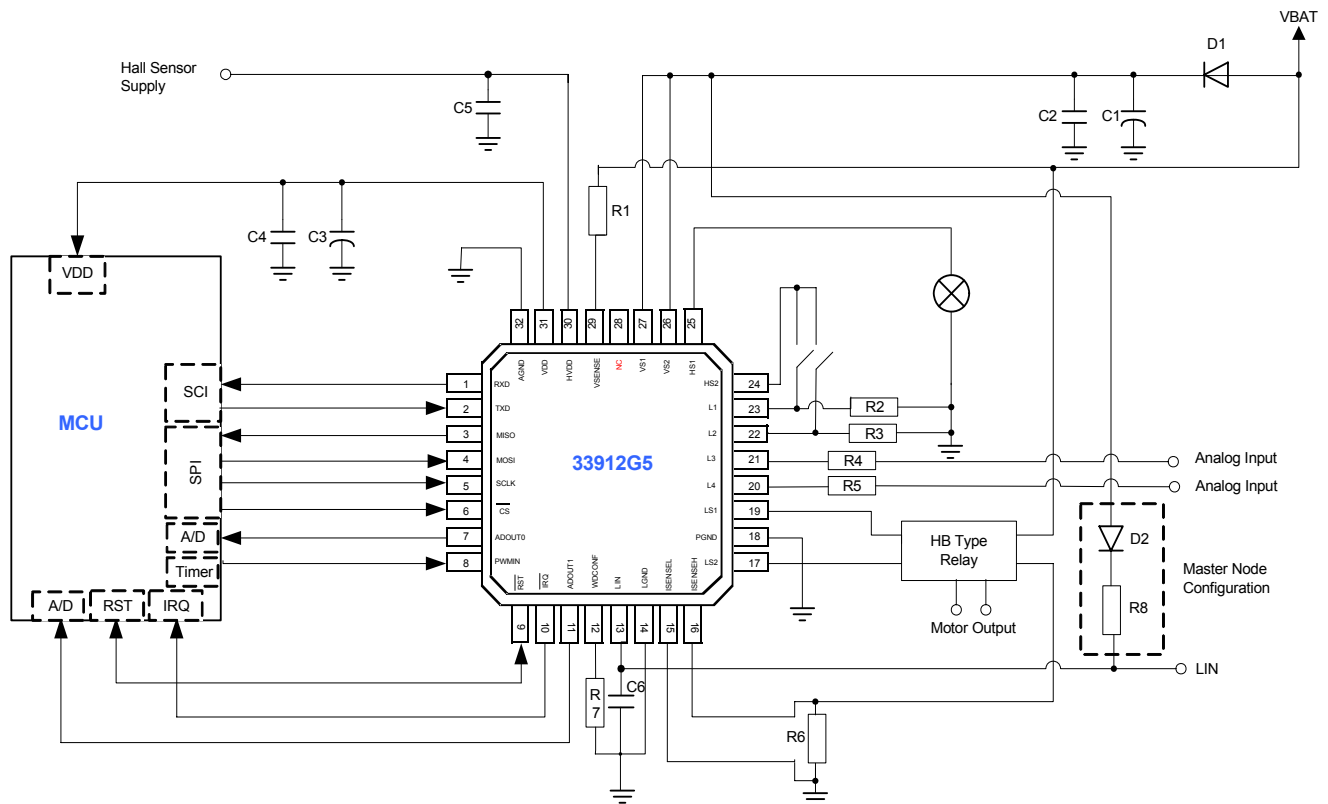 VBAT
D1
Hall Sensor
Supply
C5
C2
C1
R1
C4
C3
VDD
MCU
SCI
SPI
A/D
Timer
A/D
RST
IRQ
32
31
30
29
28
27
26
25
AGND
VDD
HVDD
VSENSE
NC
VS1
VS2
HS1
1
RXD
2
TXD
3
MISO
4
MOSI
5
SCLK
6
CS
7
ADOUT0
8
PWMIN
33912G5
HS2
24
L1
23
L2
22
L3
21
L4
20
LS1
19
PGND
18
LS2
17
RST
IRQ
ADOUT1
WDCONF
LIN
LGND
ISENSEL
ISENSEH
9
10
11
12
13
14
15
16
R2
R3
R4
Analog Input
R5
Analog Input
HB Type
Relay
Motor Output
D2
R8
Master Node
Configuration
LIN
R
7
C6
R6